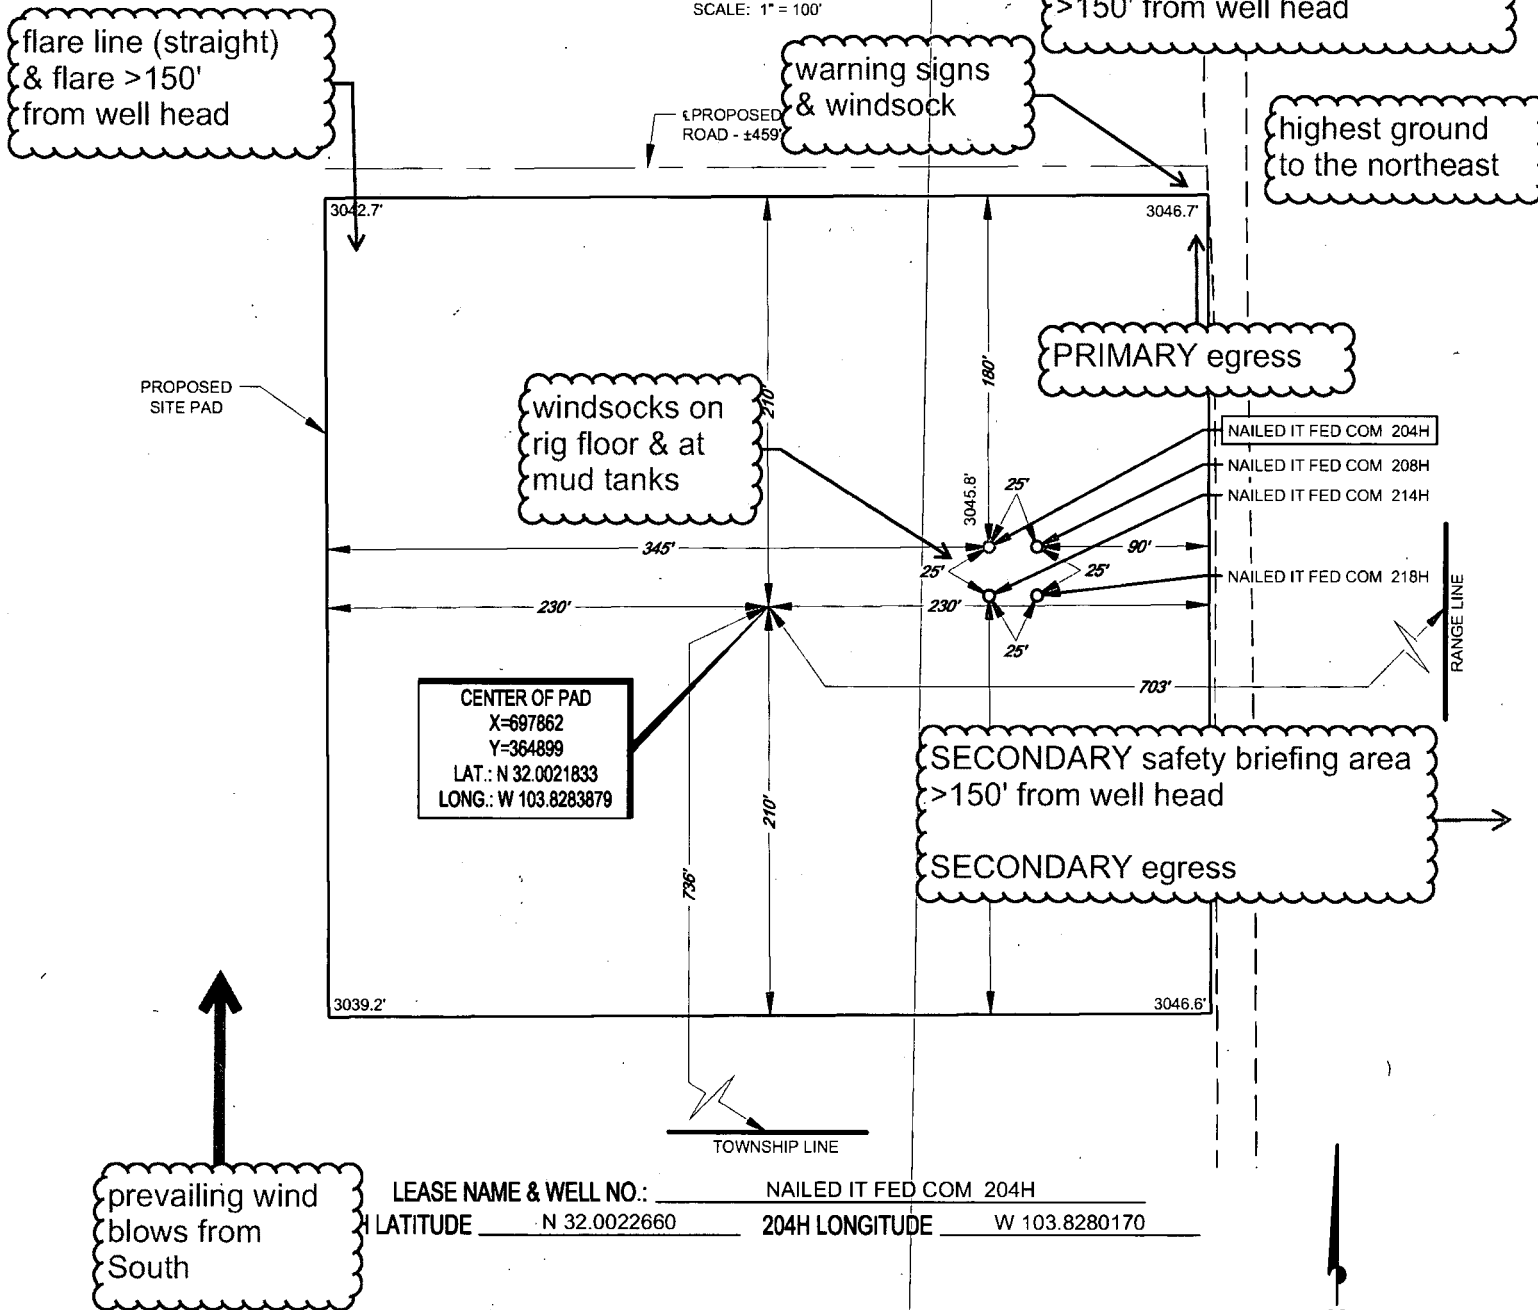 SCALE: 1" = 100'
>150' from well head
flare line (straight)
& flare >150'
from well head
warning signs
& windsock
℄PROPOSED
ROAD - ±459'
highest ground
to the northeast
3042.7'
3046.7'
PRIMARY egress
180'
210'
PROPOSED
SITE PAD
windsocks on
rig floor & at
mud tanks
NAILED IT FED COM 204H
NAILED IT FED COM 208H
NAILED IT FED COM 214H
NAILED IT FED COM 218H
3045.8'
25'
345'
90'
25'
25'
230'
230'
25'
RANGE LINE
703'
CENTER OF PAD
X=697862
Y=364899
LAT.: N 32.0021833
LONG.: W 103.8283879
SECONDARY safety briefing area
>150' from well head
SECONDARY egress
210'
736'
3039.2'
3046.6'
TOWNSHIP LINE
prevailing wind
blows from
South
LEASE NAME & WELL NO.: NAILED IT FED COM 204H
LATITUDE N 32.0022660 204H LONGITUDE W 103.8280170